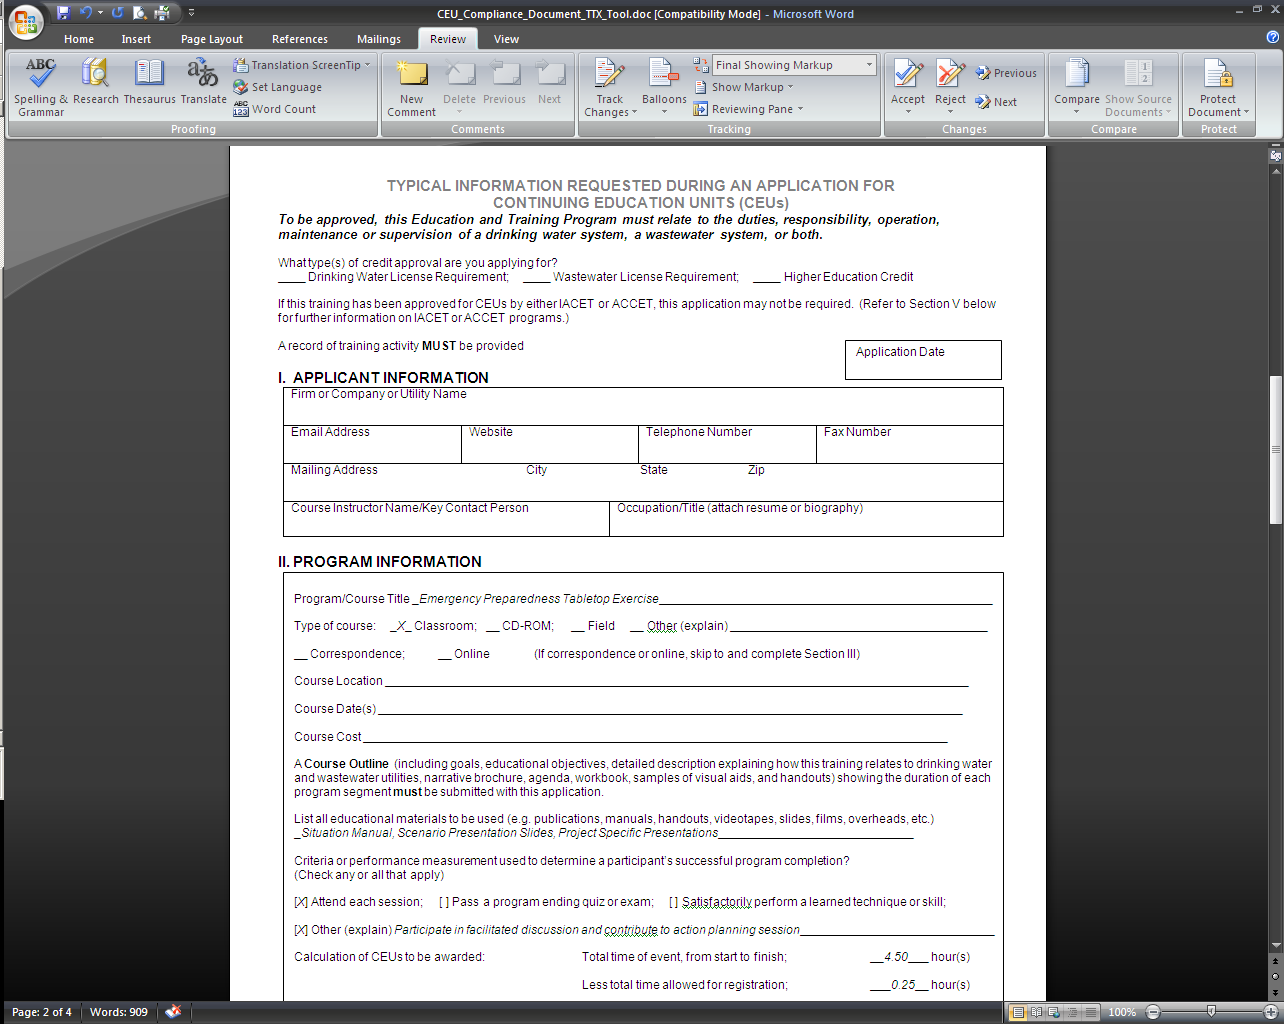 CEU_Compliance_Document_TTX_Tool.doc [Compatibility Mode] - Microsoft Word
Home Insert Page Layout References Mailings Review View
ABC Spelling & Grammar Research Thesaurus Translate
Translation ScreenTip
Set Language
ABC 123 Word Count
Proofing
New Comment Delete Previous Next
Comments
Track Changes Balloons
Final Showing Markup
Show Markup
Reviewing Pane
Tracking
Accept Reject Previous
Next
Changes
Compare Show Source Documents
Compare
Protect Document
Protect
TYPICAL INFORMATION REQUESTED DURING AN APPLICATION FOR
CONTINUING EDUCATION UNITS (CEUs)
To be approved, this Education and Training Program must relate to the duties, responsibility, operation,
maintenance or supervision of a drinking water system, a wastewater system, or both.
What type(s) of credit approval are you applying for?
____ Drinking Water License Requirement; ____ Wastewater License Requirement; ____ Higher Education Credit
If this training has been approved for CEUs by either IACET or ACCET, this application may not be required. (Refer to Section V below
for further information on IACET or ACCET programs.)
A record of training activity MUST be provided
Application Date
I. APPLICANT INFORMATION
Firm or Company or Utility Name
Email Address Website Telephone Number Fax Number
Mailing Address City State Zip
Course Instructor Name/Key Contact Person Occupation/Title (attach resume or biography)
II. PROGRAM INFORMATION
Program/Course Title _Emergency Preparedness Tabletop Exercise____
Type of course: _X_ Classroom; __ CD-ROM; __ Field __ Other (explain)____
__ Correspondence; __ Online (If correspondence or online, skip to and complete Section III)
Course Location____
Course Date(s)____
Course Cost____
A Course Outline (including goals, educational objectives, detailed description explaining how this training relates to drinking water
and wastewater utilities, narrative brochure, agenda, workbook, samples of visual aids, and handouts) showing the duration of each
program segment must be submitted with this application.
List all educational materials to be used (e.g. publications, manuals, handouts, videotapes, slides, films, overheads, etc.)
_Situation Manual, Scenario Presentation Slides, Project Specific Presentations____
Criteria or performance measurement used to determine a participant's successful program completion?
(Check any or all that apply)
[X] Attend each session; [ ] Pass a program ending quiz or exam; [ ] Satisfactorily perform a learned technique or skill;
[X] Other (explain) Participate in facilitated discussion and contribute to action planning session____
Calculation of CEUs to be awarded: Total time of event, from start to finish; __4.50___ hour(s)
Less total time allowed for registration; ___0.25__ hour(s)
Page: 2 of 4 Words: 909 100%